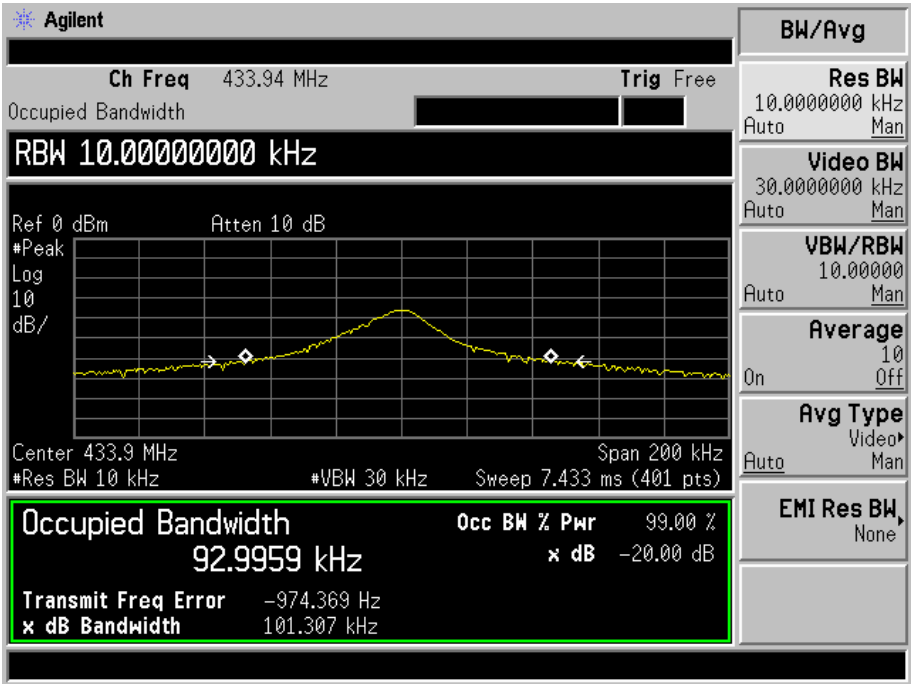 Agilent
BW/Avg
Ch Freq 433.94 MHz Trig Free
Occupied Bandwidth
RBW 10.00000000 kHz
Ref 0 dBm Atten 10 dB
#Peak
Log
10
dB/
Center 433.9 MHz Span 200 kHz
#Res BW 10 kHz #VBW 30 kHz Sweep 7.433 ms (401 pts)
Occupied Bandwidth
92.9959 kHz
Occ BW % Pwr 99.00 %
x dB -20.00 dB
Transmit Freq Error -974.369 Hz
x dB Bandwidth 101.307 kHz
Res BW
10.0000000 kHz
Auto Man
Video BW
30.0000000 kHz
Auto Man
VBW/RBW
10.00000
Auto Man
Average
10
On Off
Avg Type
Video
Auto Man
EMI Res BW
None